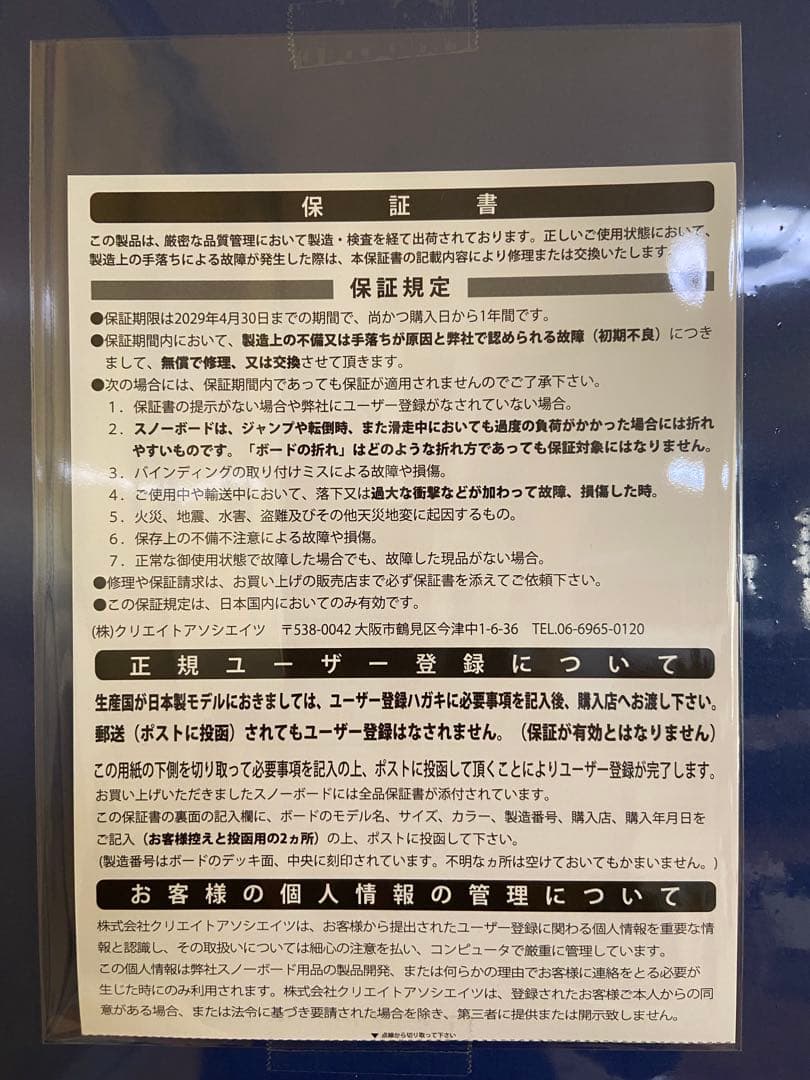 保証書
この製品は、厳密な品質管理において製造・検査を経て出荷されております。正しいご使用状態において、
製造上の手落ちによる故障が発生した際は、本保証書の記載内容により修理または交換いたします。
保証規定
●保証期限は2029年4月30日までの期間で、尚かつ購入日から1年間です。
●保証期間内において、製造上の不備又は手落ちが原因と弊社で認められる故障（初期不良）につき
まして、無償で修理、又は交換させて頂きます。
●次の場合には、保証期間内であっても保証が適用されませんのでご了承下さい。
1．保証書の提示がない場合や弊社にユーザー登録がなされていない場合。
2．スノーボードは、ジャンプや転倒時、また滑走中においても過度の負荷がかかった場合には折れ
やすいものです。「ボードの折れ」はどのような折れ方であっても保証対象にはなりません。
3．バインディングの取り付けミスによる故障や損傷。
4．ご使用中や輸送中において、落下又は過大な衝撃などが加わって故障、損傷した時。
5．火災、地震、水害、盗難及びその他天災地変に起因するもの。
6．保存上の不備不注意による故障や損傷。
7．正常な御使用状態で故障した場合でも、故障した現品がない場合。
●修理や保証請求は、お買い上げの販売店まで必ず保証書を添えてご依頼下さい。
●この保証規定は、日本国内においてのみ有効です。
(株)クリエイトアソシエイツ 〒538-0042 大阪市鶴見区今津中1-6-36 TEL.06-6965-0120
正規ユーザー登録について
生産国が日本製モデルにおきましては、ユーザー登録ハガキに必要事項を記入後、購入店へお渡し下さい。
郵送（ポストに投函）されてもユーザー登録はなされません。（保証が有効とはなりません）
この用紙の下側を切り取って必要事項を記入の上、ポストに投函して頂くことによりユーザー登録が完了します。
お買い上げいただきましたスノーボードには全品保証書が添付されています。
この保証書の裏面の記入欄に、ボードのモデル名、サイズ、カラー、製造番号、購入店、購入年月日を
ご記入（お客様控えと投函用の2ヵ所）の上、ポストに投函して下さい。
(製造番号はボードのデッキ面、中央に刻印されています。不明なヵ所は空けておいてもかまいません。)
お客様の個人情報の管理について
株式会社クリエイトアソシエイツは、お客様から提出されたユーザー登録に関わる個人情報を重要な情
報と認識し、その取扱いについては細心の注意を払い、コンピュータで厳重に管理しています。
この個人情報は弊社スノーボード用品の製品開発、または何らかの理由でお客様に連絡をとる必要が
生じた時にのみ利用されます。株式会社クリエイトアソシエイツは、登録されたお客様ご本人からの同
意がある場合、または法令に基づき要請された場合を除き、第三者に提供または開示致しません。
▼ 点線から切り取って下さい